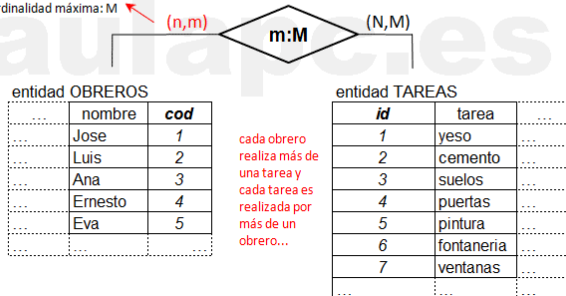 rdinalidad máxima: M
(n,m)
m:M
(N,M)
aulapc.es
entidad OBREROS
... nombre cod
... Jose 1
... Luis 2
... Ana 3
... Ernesto 4
... Eva 5
... ... ...
cada obrero
realiza más de
una tarea y
cada tarea es
realizada por
más de un
obrero...
entidad TAREAS
id tarea ...
1 yeso ...
2 cemento ...
3 suelos ...
4 puertas ...
5 pintura ...
6 fontaneria ...
7 ventanas ...
... ... ...